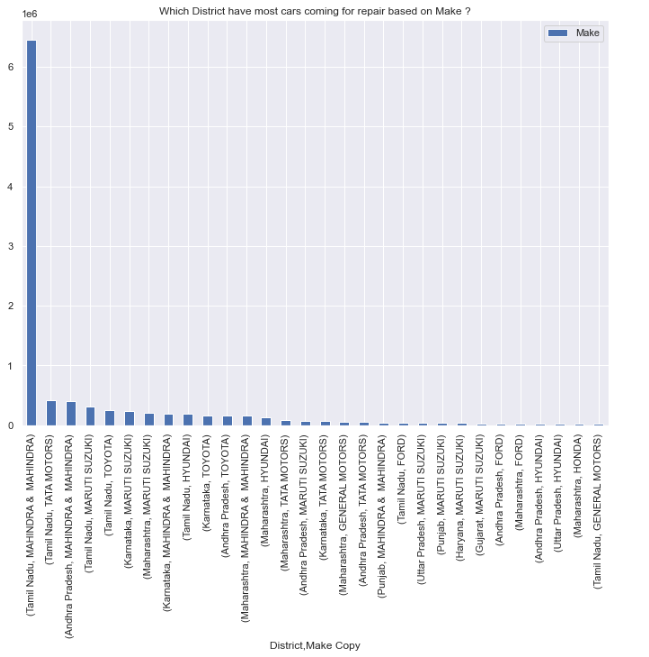 Which District have most cars coming for repair based on Make ?
1e6
Make
6
5
4
3
2
1
0
(Tamil Nadu, MAHINDRA &  MAHINDRA)
(Tamil Nadu, TATA MOTORS)
(Andhra Pradesh, MAHINDRA &  MAHINDRA)
(Tamil Nadu, MARUTI SUZUKI)
(Tamil Nadu, TOYOTA)
(Karnataka, MARUTI SUZUKI)
(Maharashtra, MARUTI SUZUKI)
(Karnataka, MAHINDRA &  MAHINDRA)
(Tamil Nadu, HYUNDAI)
(Karnataka, TOYOTA)
(Andhra Pradesh, TOYOTA)
(Maharashtra, MAHINDRA &  MAHINDRA)
(Maharashtra, HYUNDAI)
(Maharashtra, TATA MOTORS)
(Andhra Pradesh, MARUTI SUZUKI)
(Karnataka, TATA MOTORS)
(Maharashtra, GENERAL MOTORS)
(Andhra Pradesh, TATA MOTORS)
(Punjab, MAHINDRA &  MAHINDRA)
(Tamil Nadu, FORD)
(Uttar Pradesh, MARUTI SUZUKI)
(Punjab, MARUTI SUZUKI)
(Haryana, MARUTI SUZUKI)
(Gujarat, MARUTI SUZUKI)
(Andhra Pradesh, FORD)
(Maharashtra, FORD)
(Andhra Pradesh, HYUNDAI)
(Uttar Pradesh, HYUNDAI)
(Maharashtra, HONDA)
(Tamil Nadu, GENERAL MOTORS)
District,Make Copy